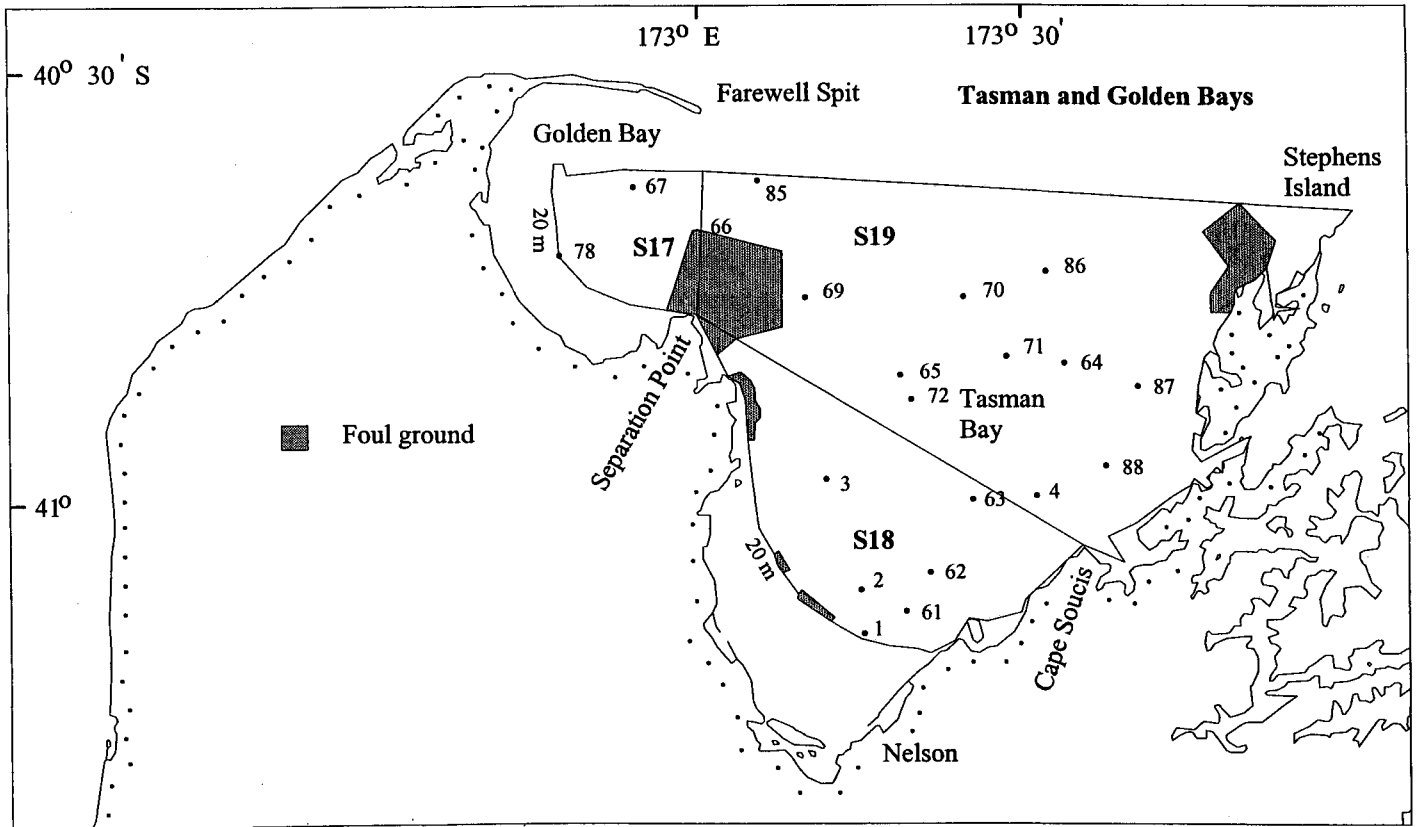 173° E
173° 30'
40° 30' S
Farewell Spit
Tasman and Golden Bays
Golden Bay
Stephens
Island
67
85
20 m
66
S17
S19
78
86
69
70
71
64
65
87
72
Tasman
Bay
Separation Point
Foul ground
88
3
63
4
41°
S18
20 m
62
2
61
1
Cape Soucis
Nelson